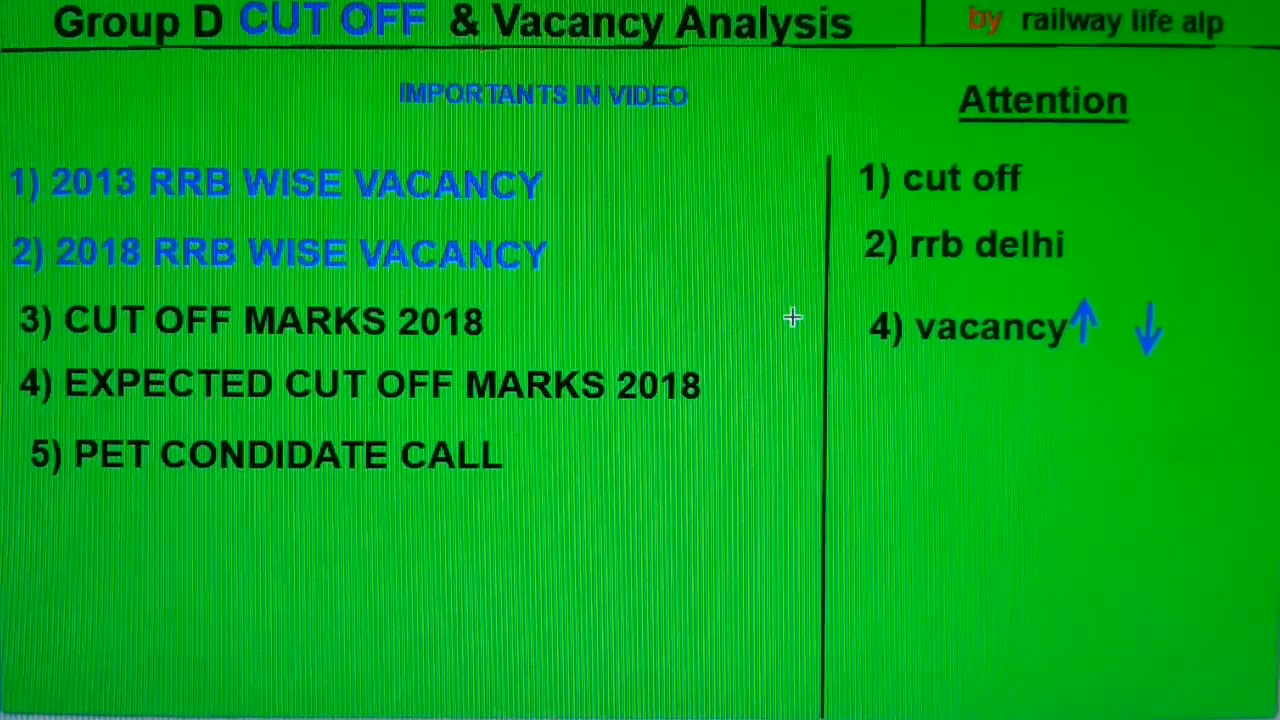 Group D CUT OFF & Vacancy Analysis
by railway life alp
IMPORTANTS IN VIDEO
1) 2013 RRB WISE VACANCY
2) 2018 RRB WISE VACANCY
3) CUT OFF MARKS 2018
4) EXPECTED CUT OFF MARKS 2018
5) PET CONDIDATE CALL
Attention
1) cut off
2) rrb delhi
4) vacancy